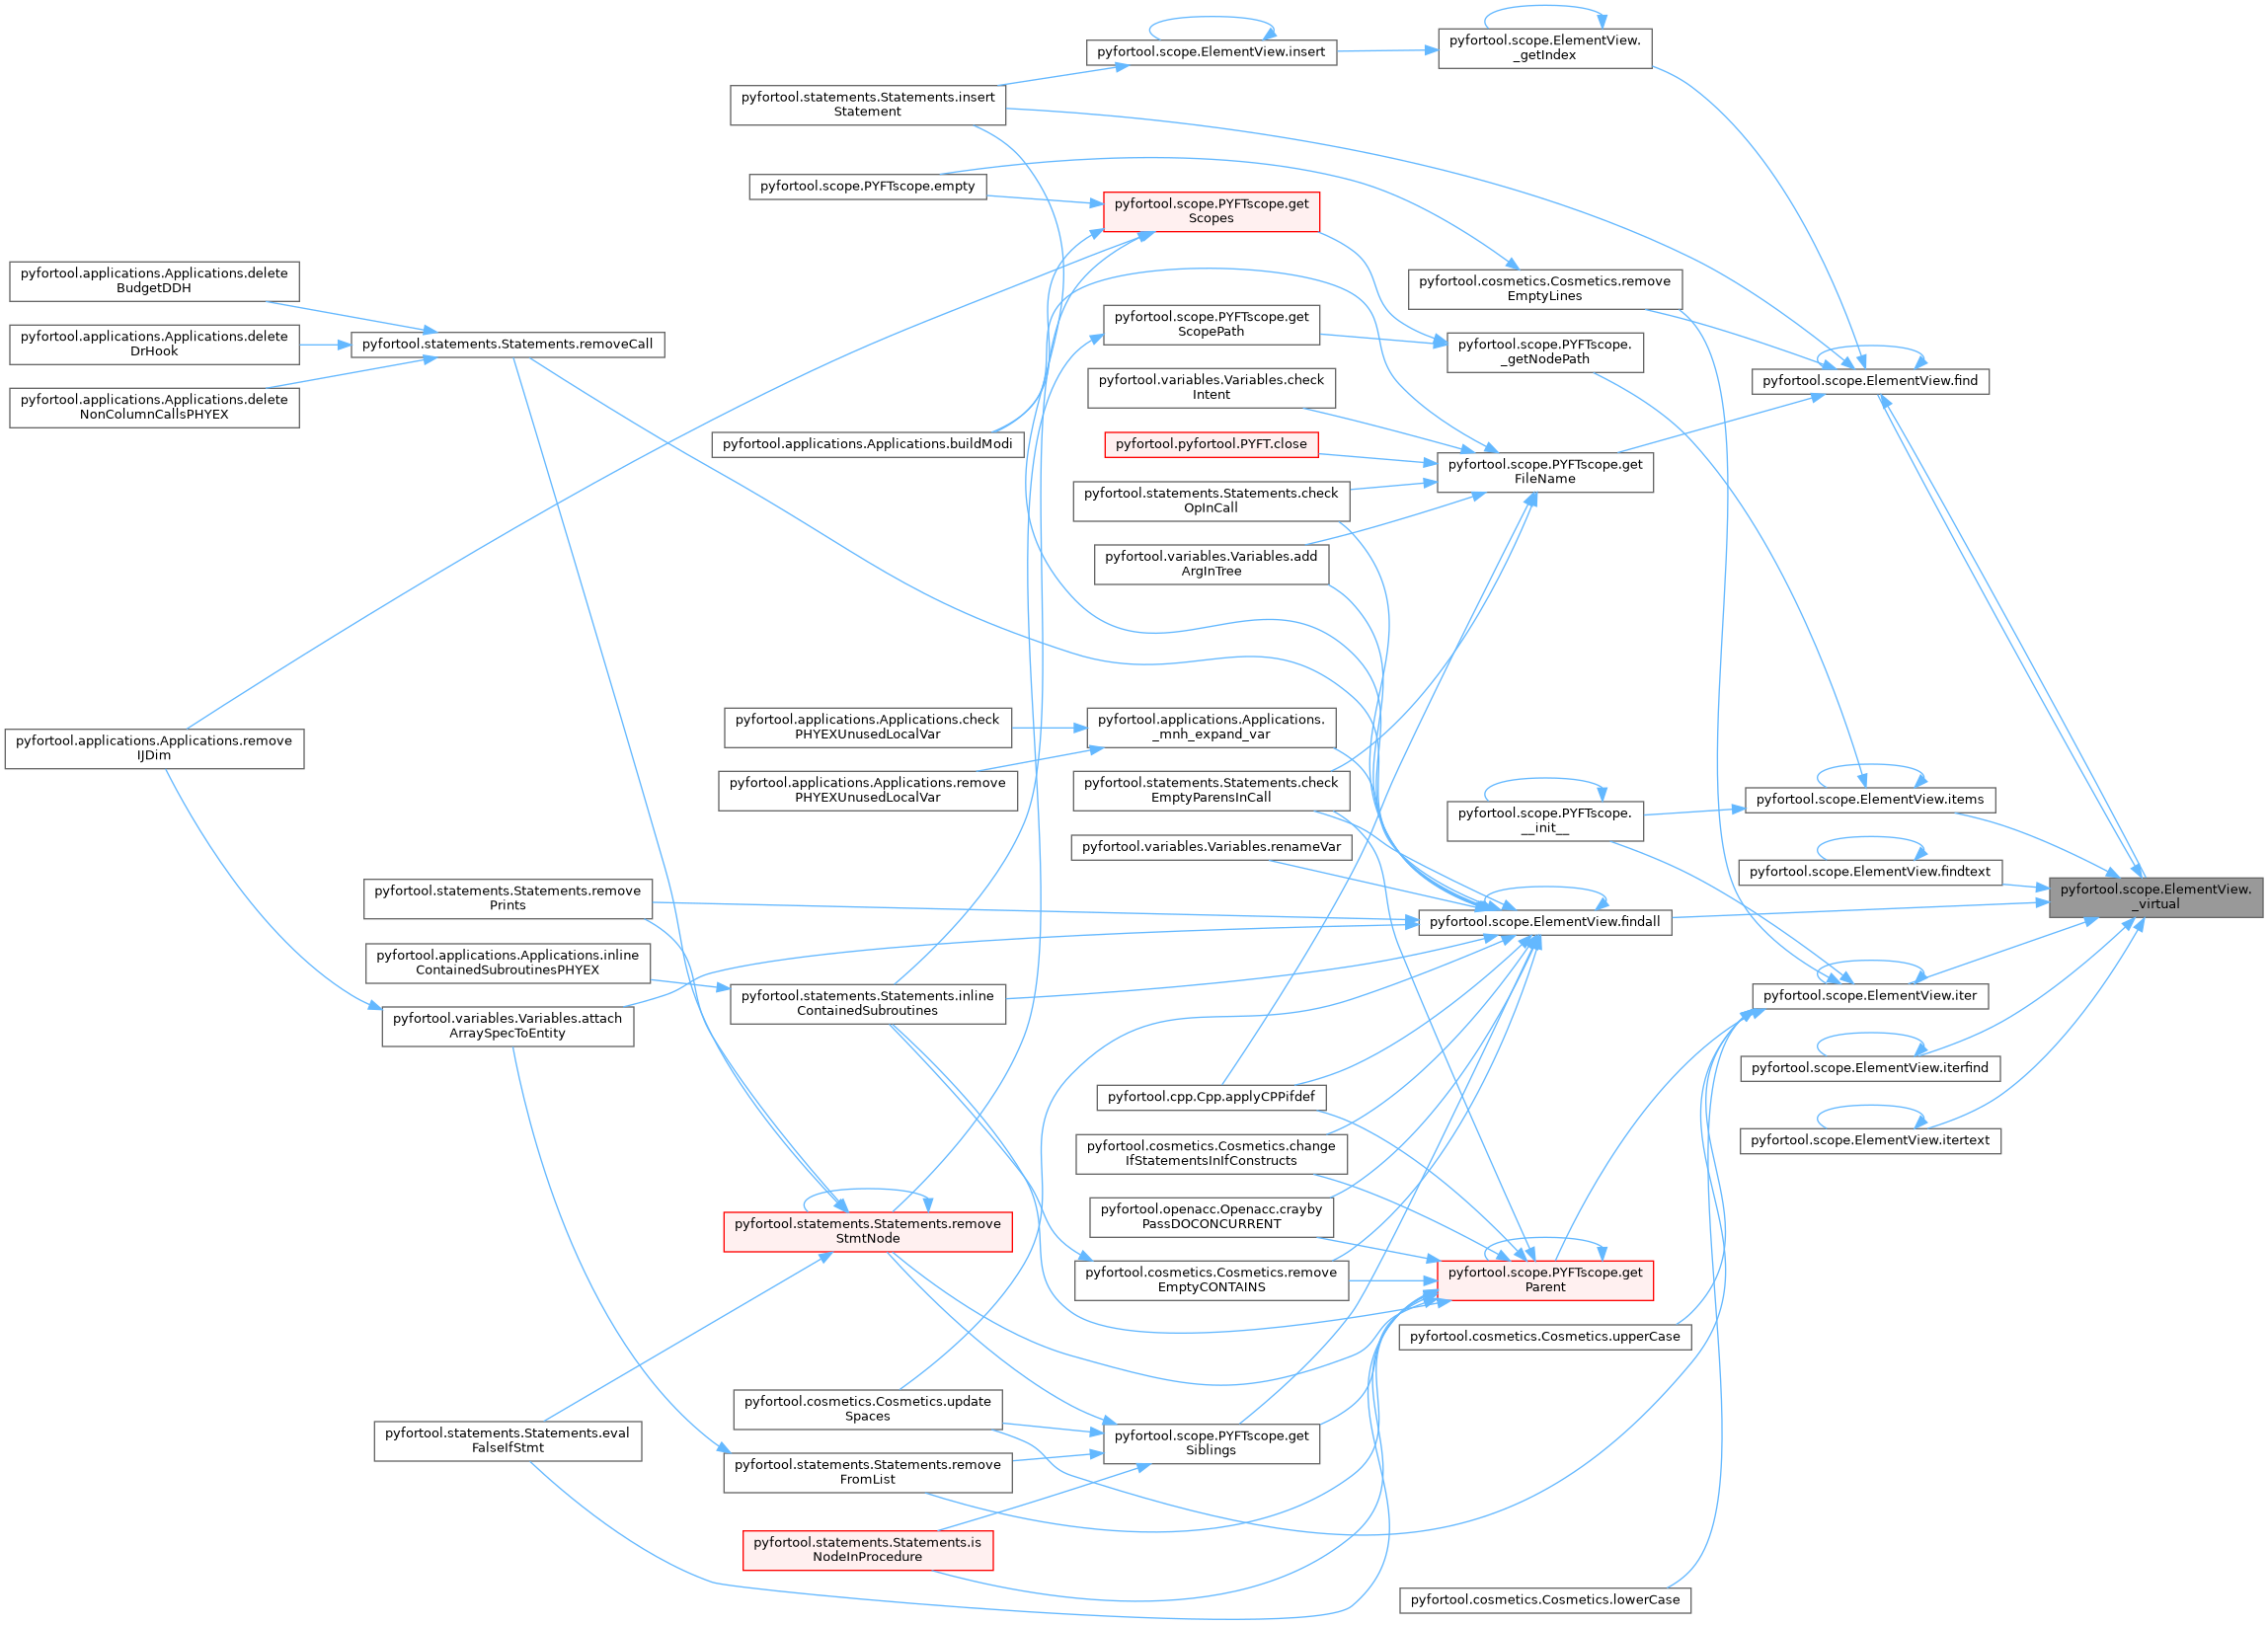 pyfortool.scope.ElementView.insert
pyfortool.scope.ElementView.
_getIndex
pyfortool.statements.Statements.insert
Statement
pyfortool.scope.PYFTscope.empty
pyfortool.scope.PYFTscope.get
Scopes
pyfortool.applications.Applications.delete
BudgetDDH
pyfortool.cosmetics.Cosmetics.remove
EmptyLines
pyfortool.scope.PYFTscope.get
ScopePath
pyfortool.applications.Applications.delete
DrHook
pyfortool.statements.Statements.removeCall
pyfortool.scope.PYFTscope.
_getNodePath
pyfortool.variables.Variables.check
Intent
pyfortool.scope.ElementView.find
pyfortool.applications.Applications.delete
NonColumnCallsPHYEX
pyfortool.applications.Applications.buildModi
pyfortool.pyfortool.PYFT.close
pyfortool.scope.PYFTscope.get
FileName
pyfortool.statements.Statements.check
OpInCall
pyfortool.variables.Variables.add
ArgInTree
pyfortool.applications.Applications.remove
IJDim
pyfortool.applications.Applications.check
PHYEXUnusedLocalVar
pyfortool.applications.Applications.
_mnh_expand_var
pyfortool.applications.Applications.remove
PHYEXUnusedLocalVar
pyfortool.statements.Statements.check
EmptyParensInCall
pyfortool.scope.PYFTscope.
__init__
pyfortool.scope.ElementView.items
pyfortool.variables.Variables.renameVar
pyfortool.scope.ElementView.findtext
pyfortool.scope.ElementView.
_virtual
pyfortool.statements.Statements.remove
Prints
pyfortool.scope.ElementView.findall
pyfortool.applications.Applications.inline
ContainedSubroutinesPHYEX
pyfortool.statements.Statements.inline
ContainedSubroutines
pyfortool.scope.ElementView.iter
pyfortool.variables.Variables.attach
ArraySpecToEntity
pyfortool.scope.ElementView.iterfind
pyfortool.cpp.Cpp.applyCPPifdef
pyfortool.cosmetics.Cosmetics.change
IfStatementsInIfConstructs
pyfortool.scope.ElementView.itertext
pyfortool.openacc.Openacc.crayby
PassDOCONCURRENT
pyfortool.statements.Statements.remove
StmtNode
pyfortool.cosmetics.Cosmetics.remove
EmptyCONTAINS
pyfortool.scope.PYFTscope.get
Parent
pyfortool.cosmetics.Cosmetics.upperCase
pyfortool.cosmetics.Cosmetics.update
Spaces
pyfortool.statements.Statements.eval
FalseIfStmt
pyfortool.scope.PYFTscope.get
Siblings
pyfortool.statements.Statements.remove
FromList
pyfortool.statements.Statements.is
NodeInProcedure
pyfortool.cosmetics.Cosmetics.lowerCase